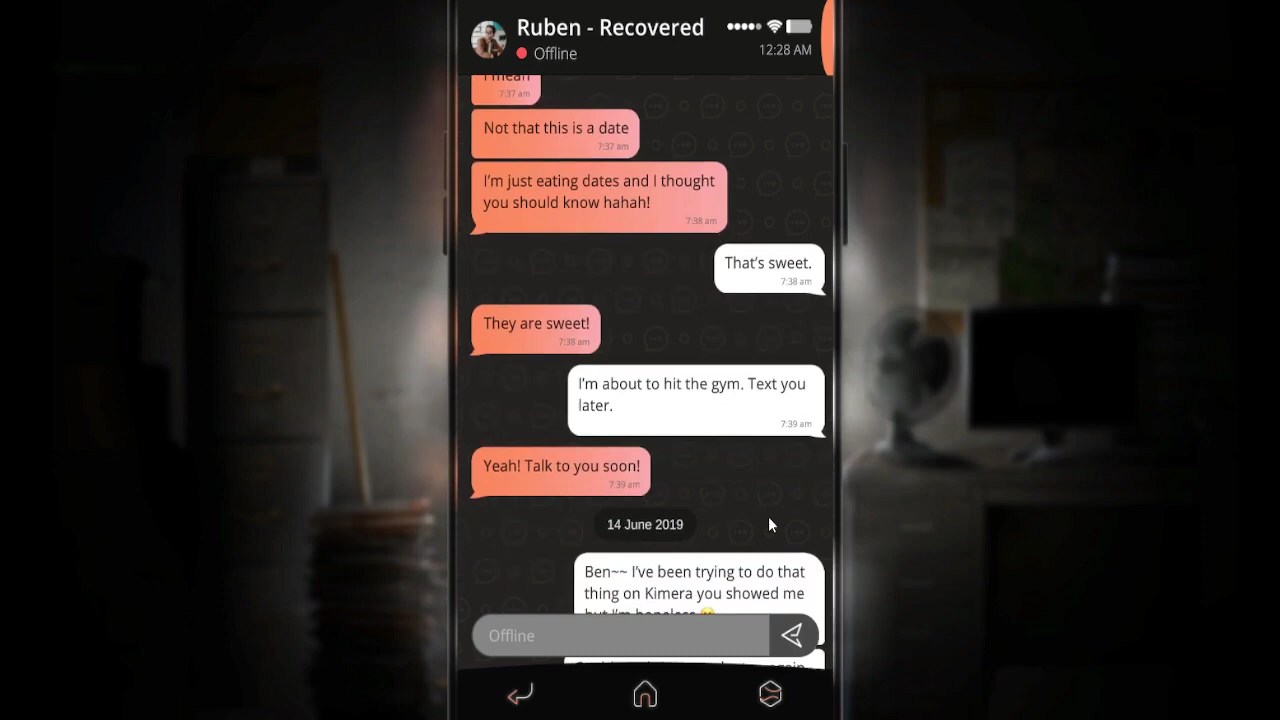 Ruben - Recovered
Offline
12:28 AM
I mean
7:37 am
Not that this is a date
7:37 am
I'm just eating dates and I thought
you should know hahah!
7:38 am
That's sweet.
7:38 am
They are sweet!
7:38 am
I'm about to hit the gym. Text you
later.
7:39 am
Yeah! Talk to you soon!
7:39 am
14 June 2019
Ben~~ I've been trying to do that
thing on Kimera you showed me
but I'm hopeless
Offline
again